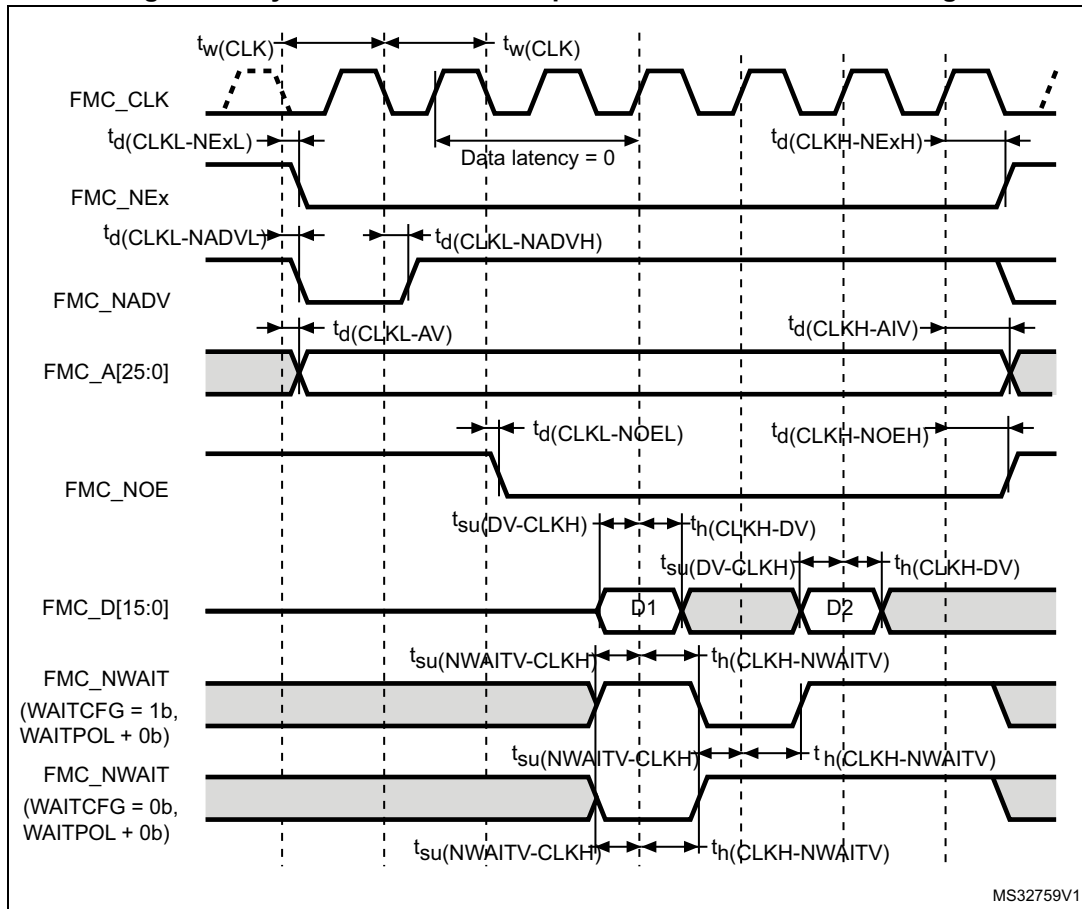 tw(CLK) tw(CLK)
FMC_CLK
td(CLKL-NExL) Data latency = 0 td(CLKH-NExH)
FMC_NEx
td(CLKL-NADVL) td(CLKL-NADVH)
FMC_NADV
td(CLKL-AV) td(CLKH-AIV)
FMC_A[25:0]
td(CLKL-NOEL) td(CLKH-NOEH)
FMC_NOE
tsu(DV-CLKH) th(CLKH-DV)
tsu(DV-CLKH) th(CLKH-DV)
FMC_D[15:0] D1 D2
tsu(NWAITV-CLKH) th(CLKH-NWAITV)
FMC_NWAIT
(WAITCFG = 1b,
WAITPOL + 0b)
tsu(NWAITV-CLKH) th(CLKH-NWAITV)
FMC_NWAIT
(WAITCFG = 0b,
WAITPOL + 0b)
tsu(NWAITV-CLKH) th(CLKH-NWAITV)
MS32759V1